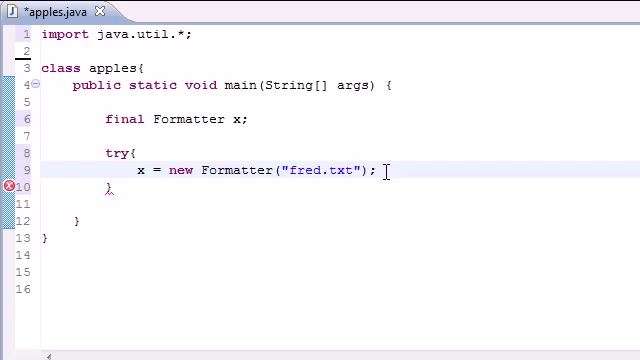 *apples.java
1 import java.util.*;
2
3 class apples{
4 public static void main(String[] args) {
5
6 final Formatter x;
7
8 try{
9 x = new Formatter("fred.txt");
10 }
11
12 }
13 }
14
15
16